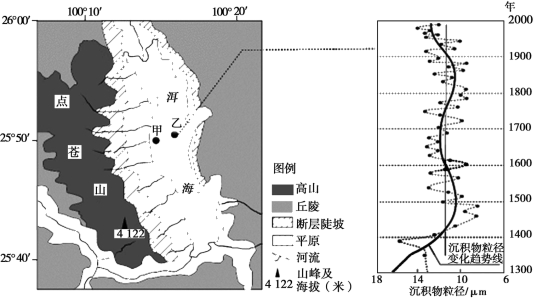 100°10′
100°20′
26°00′
25°50′
25°40′
点
苍
山
洱
海
甲
乙
4 122
图例
高山
丘陵
断层陡坡
平原
河流
山峰及
4 122 海拔（米）
年
2000
1900
1800
1700
1600
1500
1400
1300
沉积物粒径
变化趋势线
18
14
10
6
沉积物粒径/μm